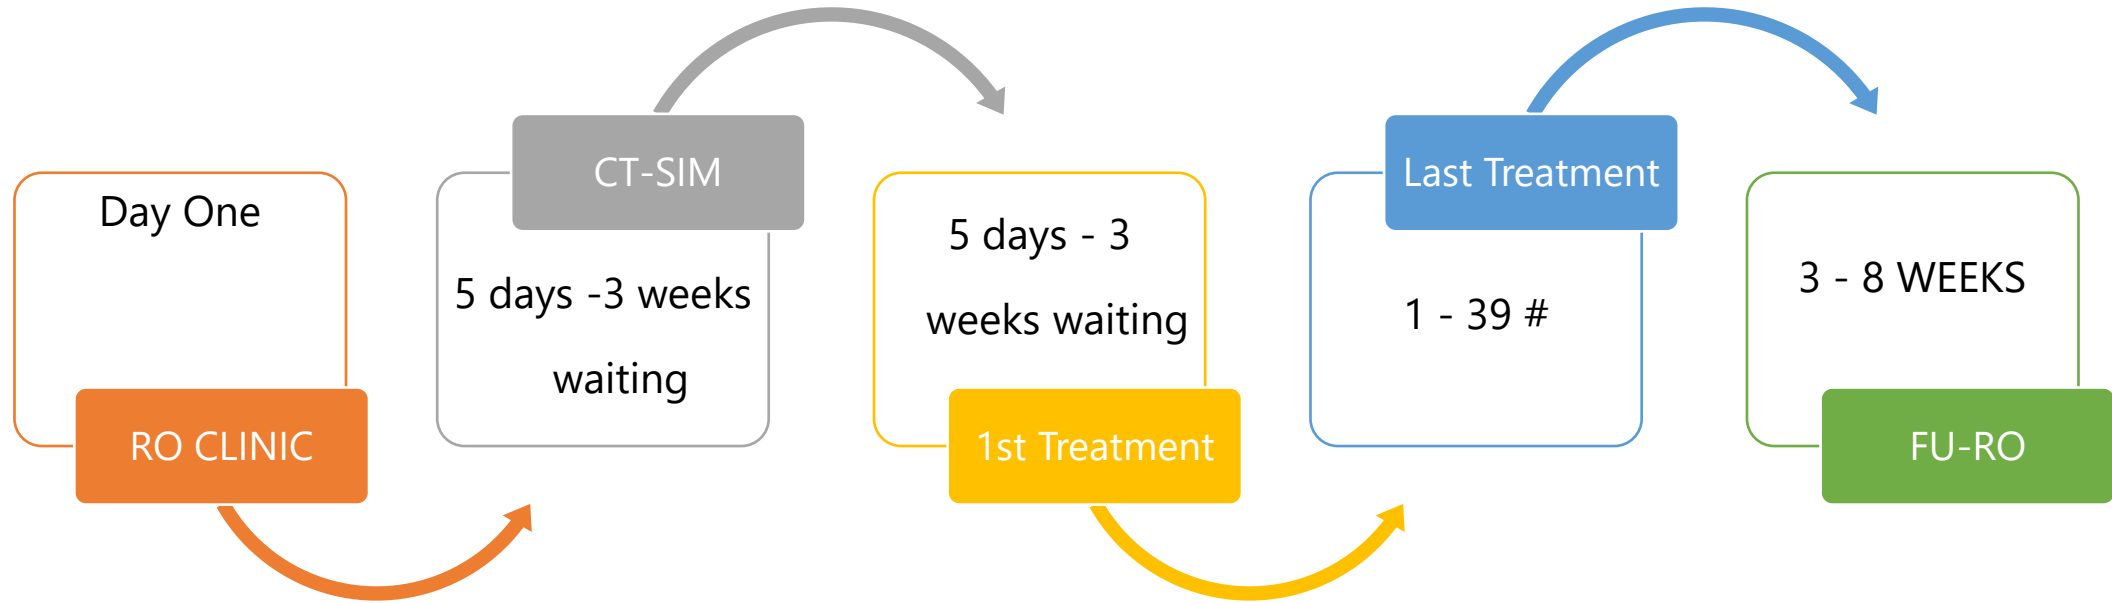 Day One
RO CLINIC
CT-SIM
5 days -3 weeks
waiting
5 days - 3
weeks waiting
1st Treatment
Last Treatment
1 - 39 #
3 - 8 WEEKS
FU-RO